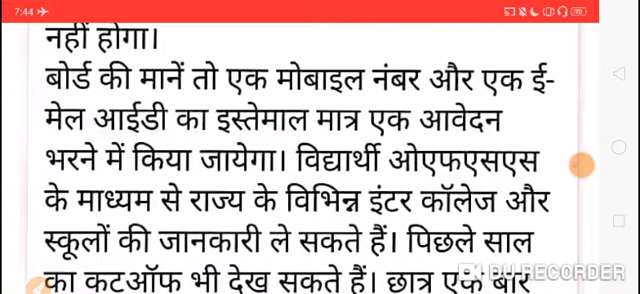 7:44
नहीं होगा।
बोर्ड की मानें तो एक मोबाइल नंबर और एक ई-
मेल आईडी का इस्तेमाल मात्र एक आवेदन
भरने में किया जायेगा। विद्यार्थी ओएफएसएस
के माध्यम से राज्य के विभिन्न इंटर कॉलेज और
स्कूलों की जानकारी ले सकते हैं। पिछले साल
का कटऑफ भी देख सकते हैं। छात्र एक बार
DU RECORDER